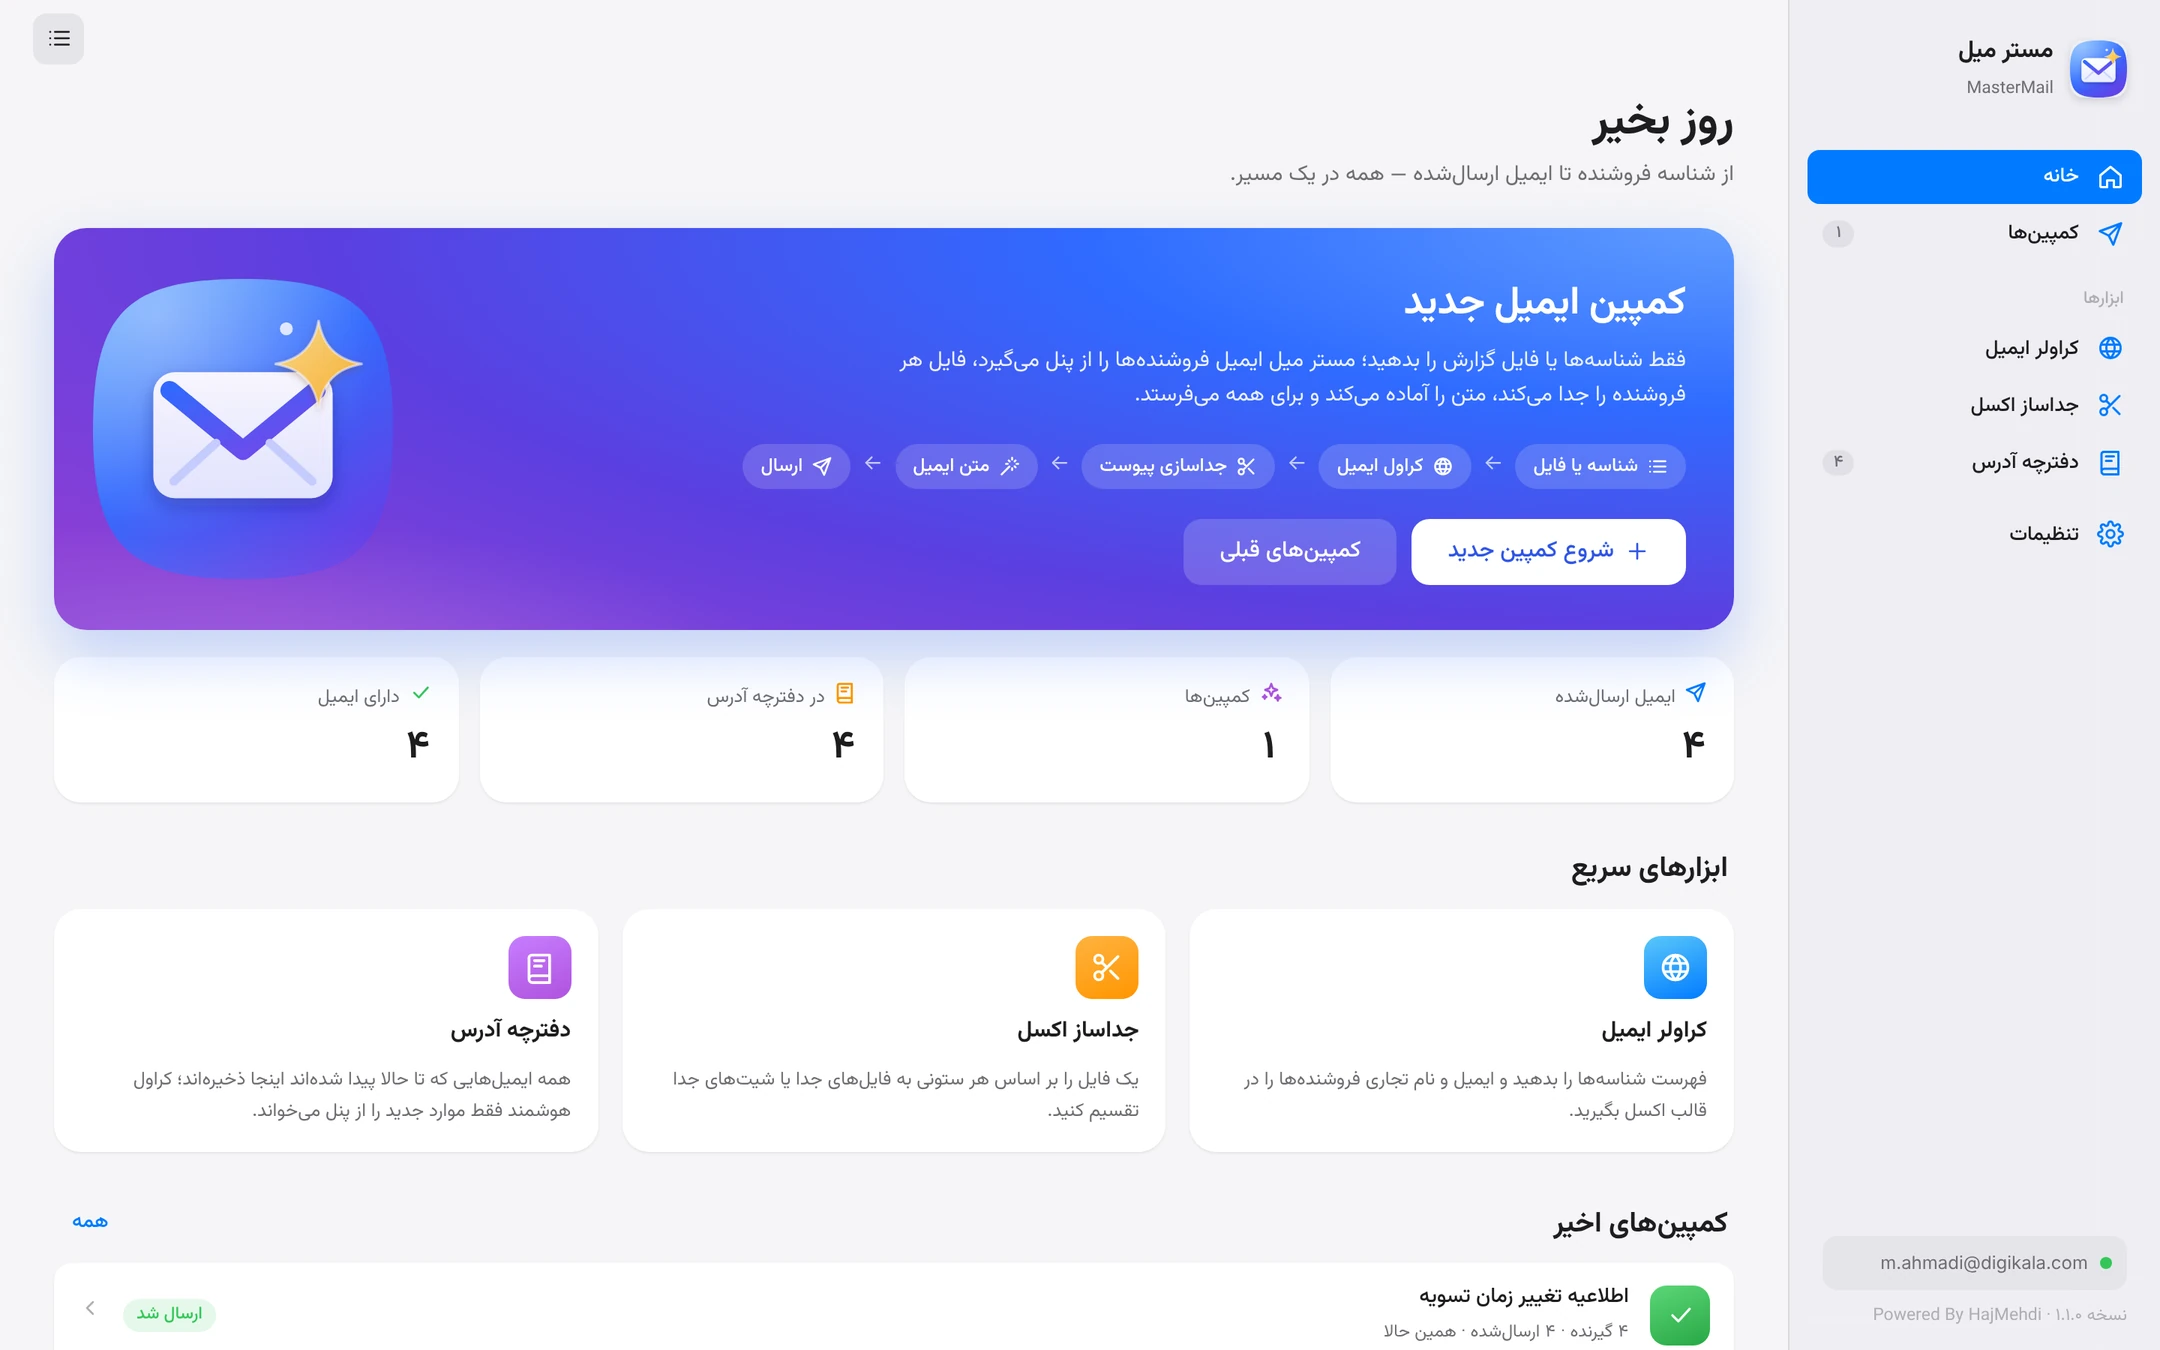 مستر میل
MasterMail
خانه
کمپین‌ها
۱
ابزارها
کراولر ایمیل
جداساز اکسل
دفترچه آدرس
۴
تنظیمات
m.ahmadi@digikala.com
نسخه ۱.۱.۰ · Powered By HajMehdi
روز بخیر
از شناسه فروشنده تا ایمیل ارسال‌شده — همه در یک مسیر.
کمپین ایمیل جدید
فقط شناسه‌ها یا فایل گزارش را بدهید؛ مستر میل ایمیل فروشنده‌ها را از پنل می‌گیرد، فایل هر
فروشنده را جدا می‌کند، متن را آماده می‌کند و برای همه می‌فرستد.
شناسه یا فایل ← کراول ایمیل ← جداسازی پیوست ← متن ایمیل ← ارسال
شروع کمپین جدید
کمپین‌های قبلی
ایمیل ارسال‌شده
۴
کمپین‌ها
۱
در دفترچه آدرس
۴
دارای ایمیل
۴
ابزارهای سریع
کراولر ایمیل
فهرست شناسه‌ها را بدهید و ایمیل و نام تجاری فروشنده‌ها را در
قالب اکسل بگیرید.
جداساز اکسل
یک فایل را بر اساس هر ستونی به فایل‌های جدا یا شیت‌های جدا
تقسیم کنید.
دفترچه آدرس
همه ایمیل‌هایی که تا حالا پیدا شده‌اند اینجا ذخیره‌اند؛ کراول
هوشمند فقط موارد جدید را از پنل می‌خواند.
کمپین‌های اخیر
همه
اطلاعیه تغییر زمان تسویه
۴ گیرنده · ۴ ارسال‌شده · همین حالا
ارسال شد